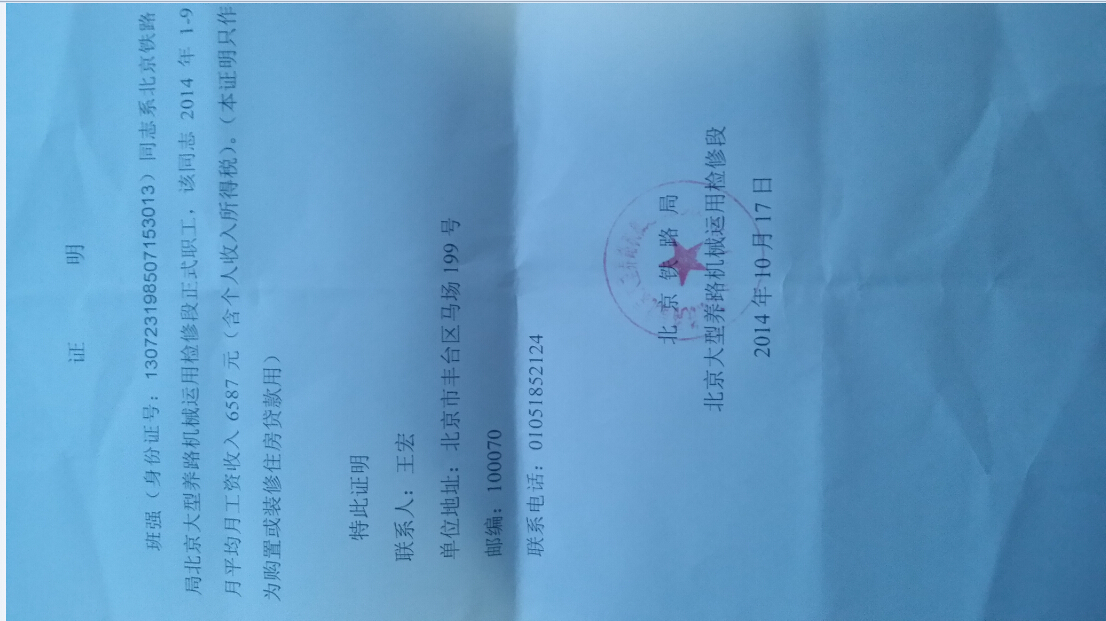 证 明
班强（身份证号：130723198507153013）同志系北京铁路
局北京大型养路机械运用检修段正式职工，该同志 2014 年 1-9
月平均月工资收入 6587 元（含个人收入所得税）。（本证明只作
为购置或装修住房贷款用）
特此证明
联系人：王宏
单位地址：北京市丰台区马场 199 号
邮编：100070
联系电话：01051852124
北 京 铁 路 局
北京大型养路机械运用检修段
2014 年 10 月 17 日